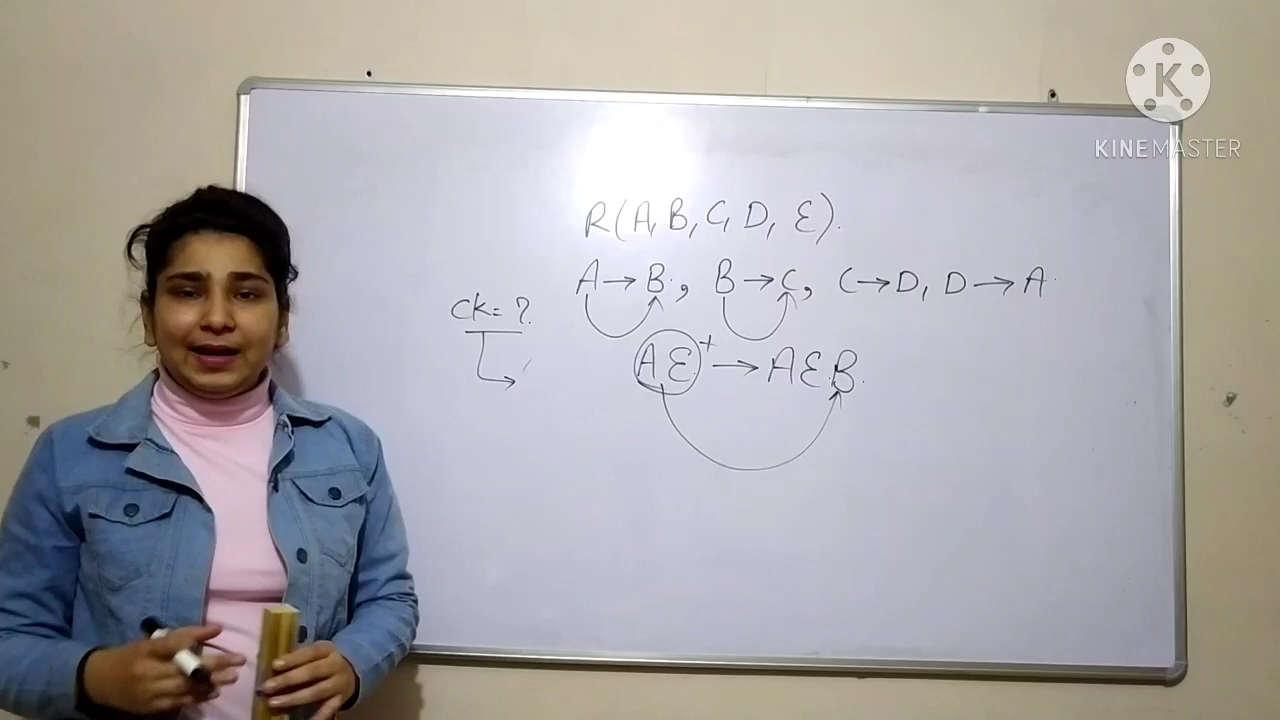 K
KINEMASTER
R(A, B, C, D, E).
A → B, B → C, C → D, D → A.
CK = ?
AE⁺ → AEB.